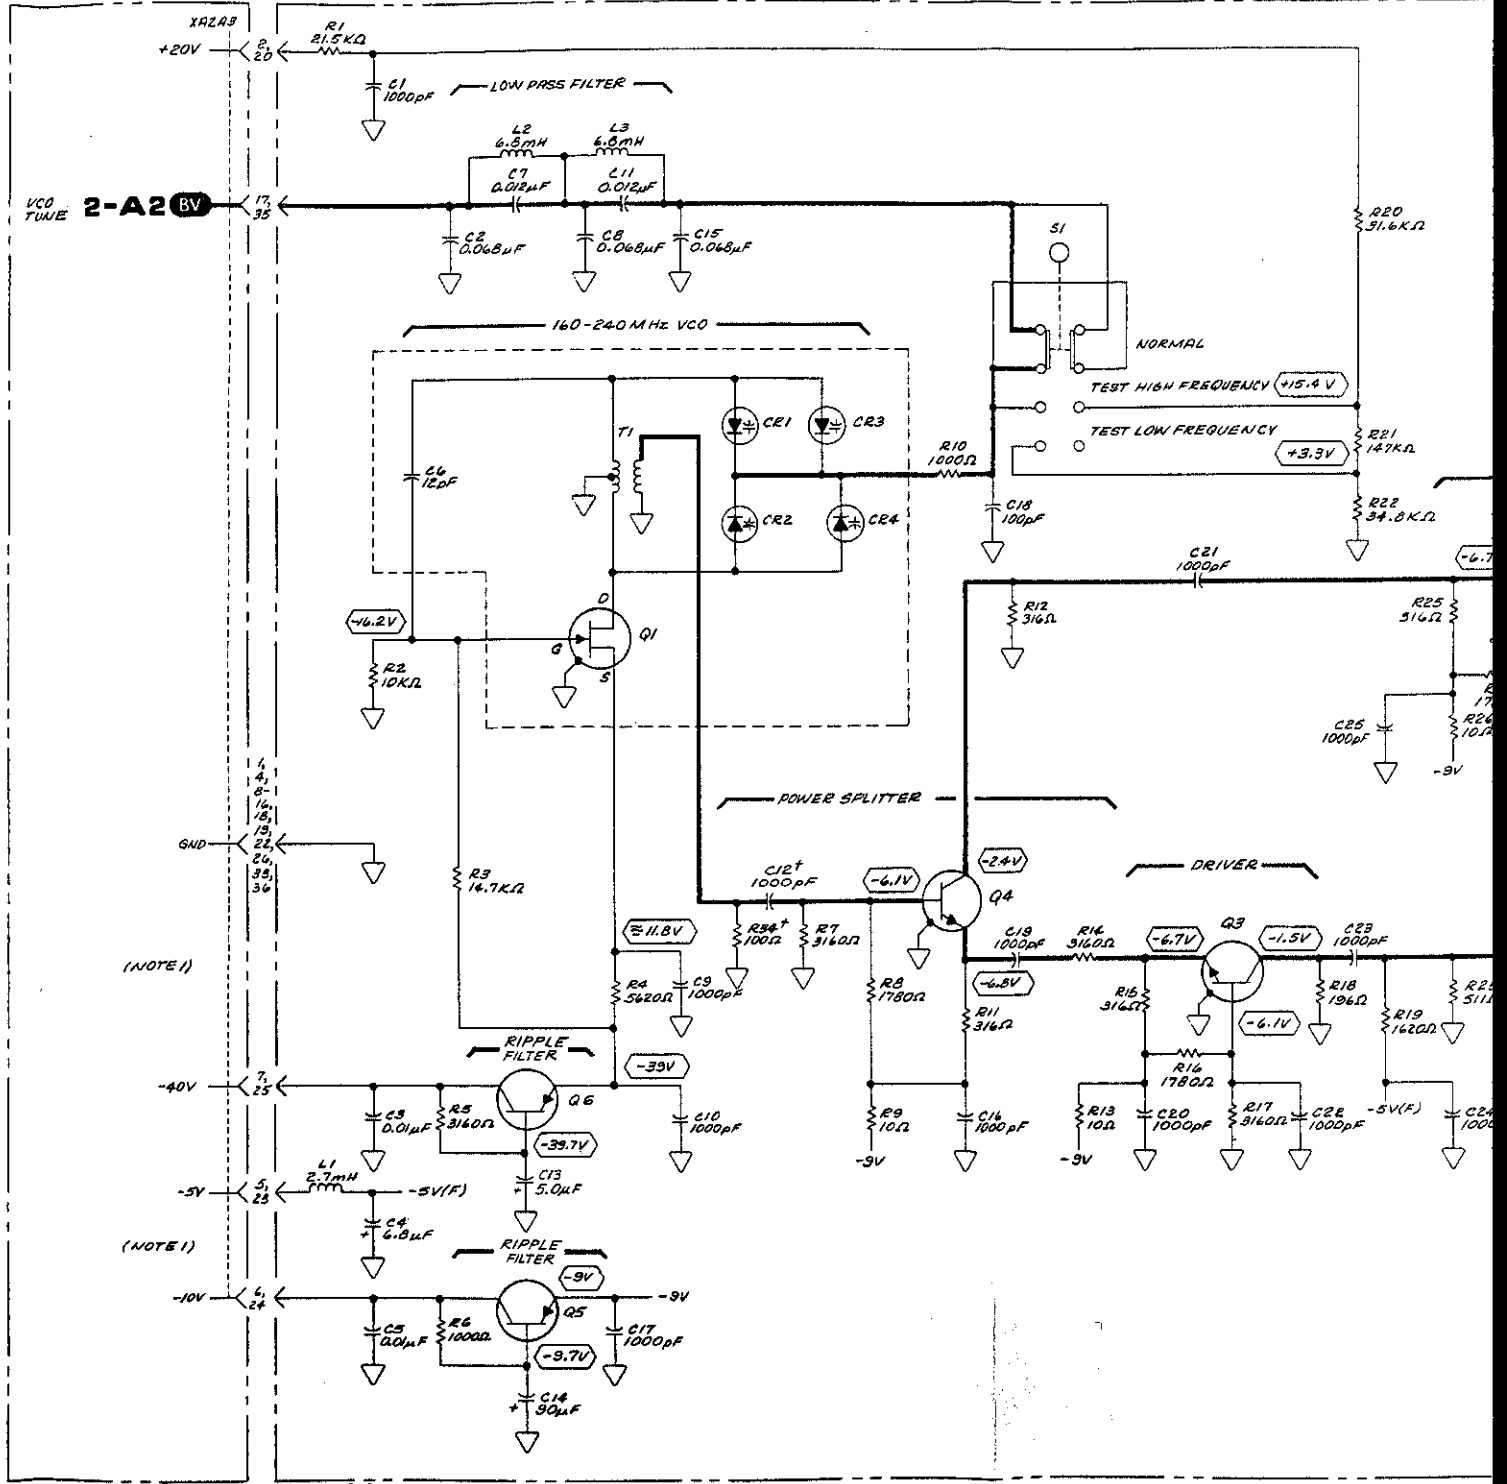 XA2A9
+20V
2,
20
R1
21.5KΩ
C1
1000pF
LOW PASS FILTER
L2
6.8mH
L3
6.8mH
C7
0.012µF
C11
0.012µF
VCO
TUNE
2-A2 BV
17,
35
C2
0.068µF
C8
0.068µF
C15
0.068µF
S1
R20
31.6KΩ
160-240MHz VCO
NORMAL
TEST HIGH FREQUENCY
+15.4V
TEST LOW FREQUENCY
+3.3V
R21
147KΩ
R22
34.8KΩ
C6
12pF
T1
CR1
CR3
CR2
CR4
R10
1000Ω
C18
100pF
C21
1000pF
-6.7
-16.2V
R2
10KΩ
D
G
S
Q1
R12
316Ω
R25
316Ω
17
C25
1000pF
R26
10Ω
-9V
1,
4,
8-
16,
18,
19,
22,
26,
33,
36
GND
POWER SPLITTER
R3
14.7KΩ
C12†
1000pF
-6.1V
-2.4V
Q4
DRIVER
Q3
≅11.8V
R34†
100Ω
R7
3160Ω
C19
1000pF
R14
3160Ω
-6.7V
-1.5V
C23
1000pF
(NOTE 1)
R4
5620Ω
C9
1000pF
R8
1780Ω
-6.8V
R11
316Ω
R15
316Ω
-6.1V
R18
196Ω
R19
1620Ω
511
RIPPLE
FILTER
-39V
R16
1780Ω
-40V
7,
25
C3
0.01µF
R5
3160Ω
Q6
-39.7V
C10
1000pF
R9
10Ω
-9V
C16
1000pF
R13
10Ω
-9V
C20
1000pF
R17
3160Ω
C22
1000pF
-5V(F)
C24
1000
-5V
5,
23
L1
2.7mH
-5V(F)
C13
5.0µF
+
C4
6.8µF
+
(NOTE 1)
RIPPLE
FILTER
-10V
6,
24
C5
0.01µF
R6
1000Ω
-9V
Q5
-9V
-9.7V
C17
1000pF
C14
90µF
+